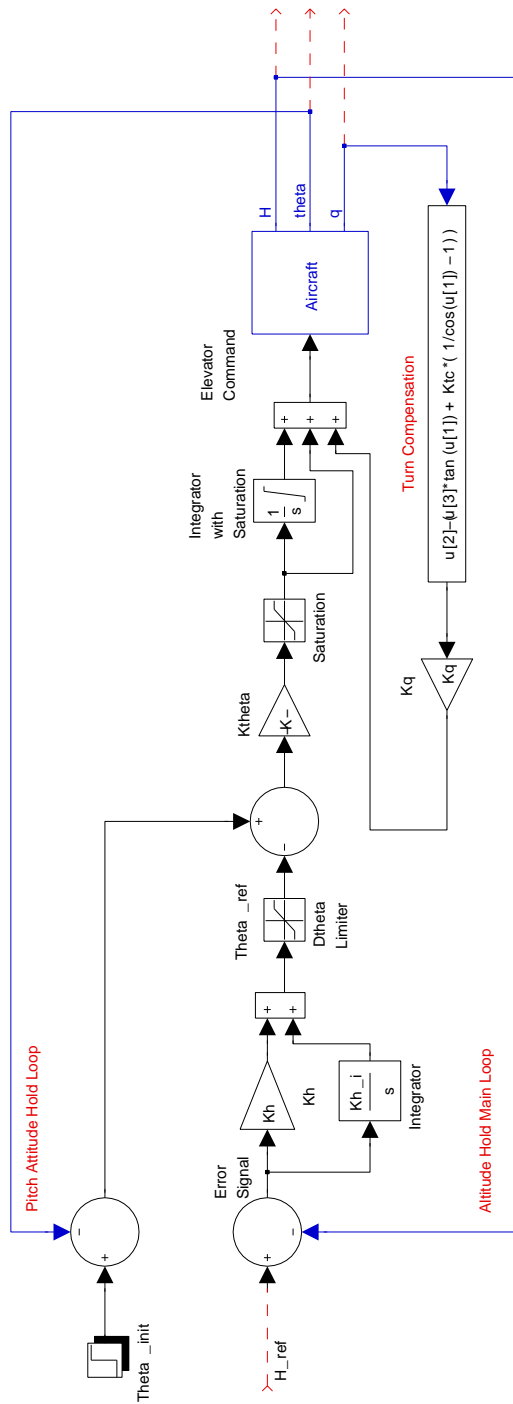 Pitch Attitude Hold Loop
Theta _init
+
-
H_ref
+
-
Error
Signal
Kh
Kh
Kh_i
s
Integrator
+
+
Theta _ref
Dtheta
Limiter
+
-
Ktheta
-K-
Saturation
Integrator
with
Saturation
1
s
Elevator
Command
+
+
+
Aircraft
H
theta
q
Turn Compensation
u[2]-(u[3]*tan (u[1]) + Ktc *( 1/cos(u[1]) -1) )
Kq
Kq
Altitude Hold Main Loop